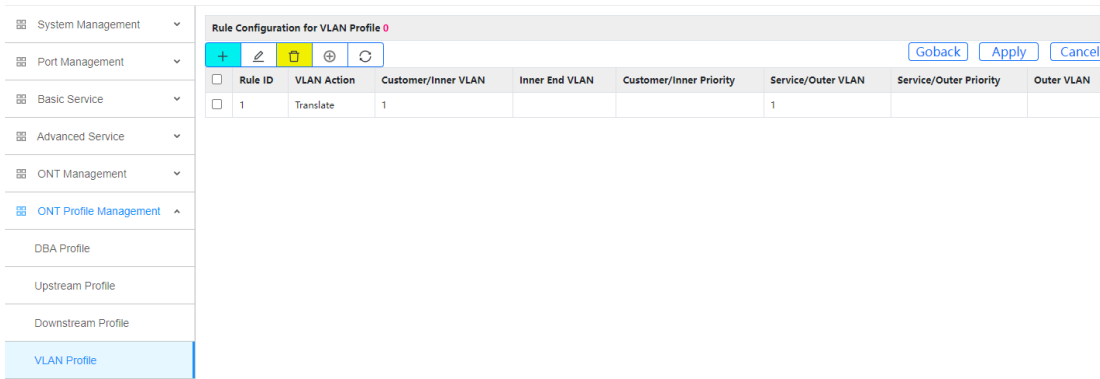 System Management
Port Management
Basic Service
Advanced Service
ONT Management
ONT Profile Management
DBA Profile
Upstream Profile
Downstream Profile
VLAN Profile
Rule Configuration for VLAN Profile 0
Goback Apply Cancel
Rule ID VLAN Action Customer/Inner VLAN Inner End VLAN Customer/Inner Priority Service/Outer VLAN Service/Outer Priority Outer VLAN
1 Translate 1 1